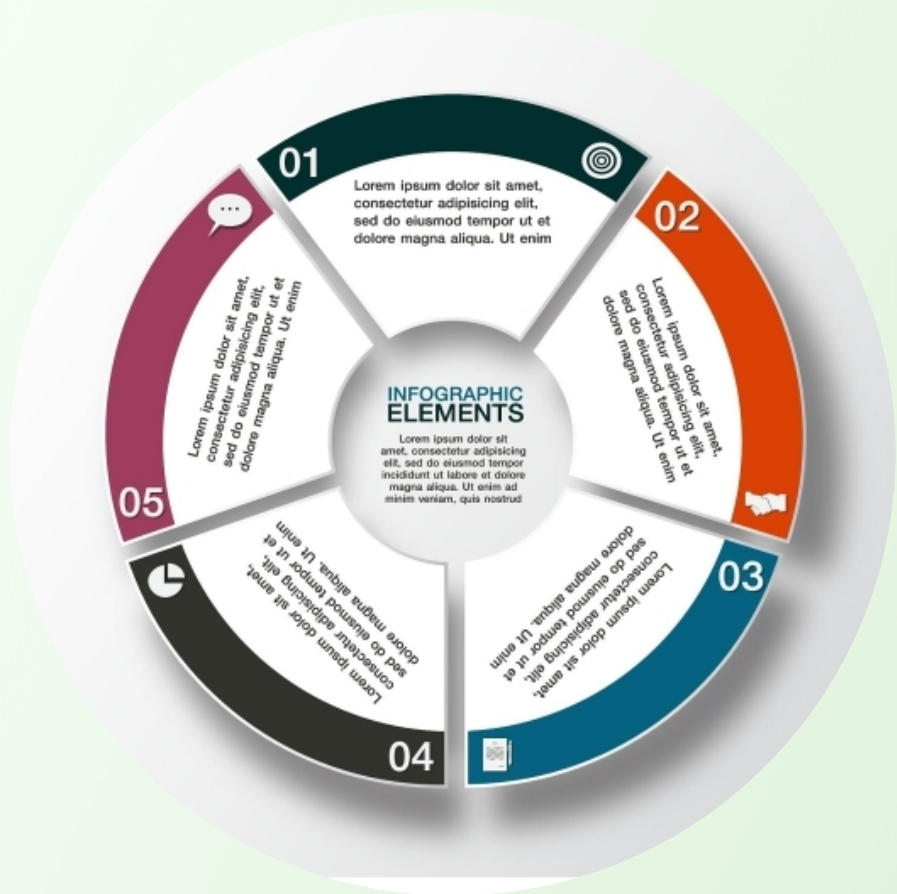 01
Lorem ipsum dolor sit amet,
consectetur adipisicing elit,
sed do eiusmod tempor ut et
dolore magna aliqua. Ut enim
02
Lorem ipsum dolor sit amet,
consectetur adipisicing elit,
sed do eiusmod tempor ut et
dolore magna aliqua. Ut enim
03
Lorem ipsum dolor sit amet,
consectetur adipisicing elit,
sed do eiusmod tempor ut et
dolore magna aliqua. Ut enim
04
Lorem ipsum dolor sit amet,
consectetur adipisicing elit,
sed do eiusmod tempor ut et
dolore magna aliqua. Ut enim
05
Lorem ipsum dolor sit amet,
consectetur adipisicing elit,
sed do eiusmod tempor ut et
dolore magna aliqua. Ut enim
INFOGRAPHIC
ELEMENTS
Lorem ipsum dolor sit
amet, consectetur adipisicing
elit, sed do eiusmod tempor
incididunt ut labore et dolore
magna aliqua. Ut enim ad
minim veniam, quis nostrud